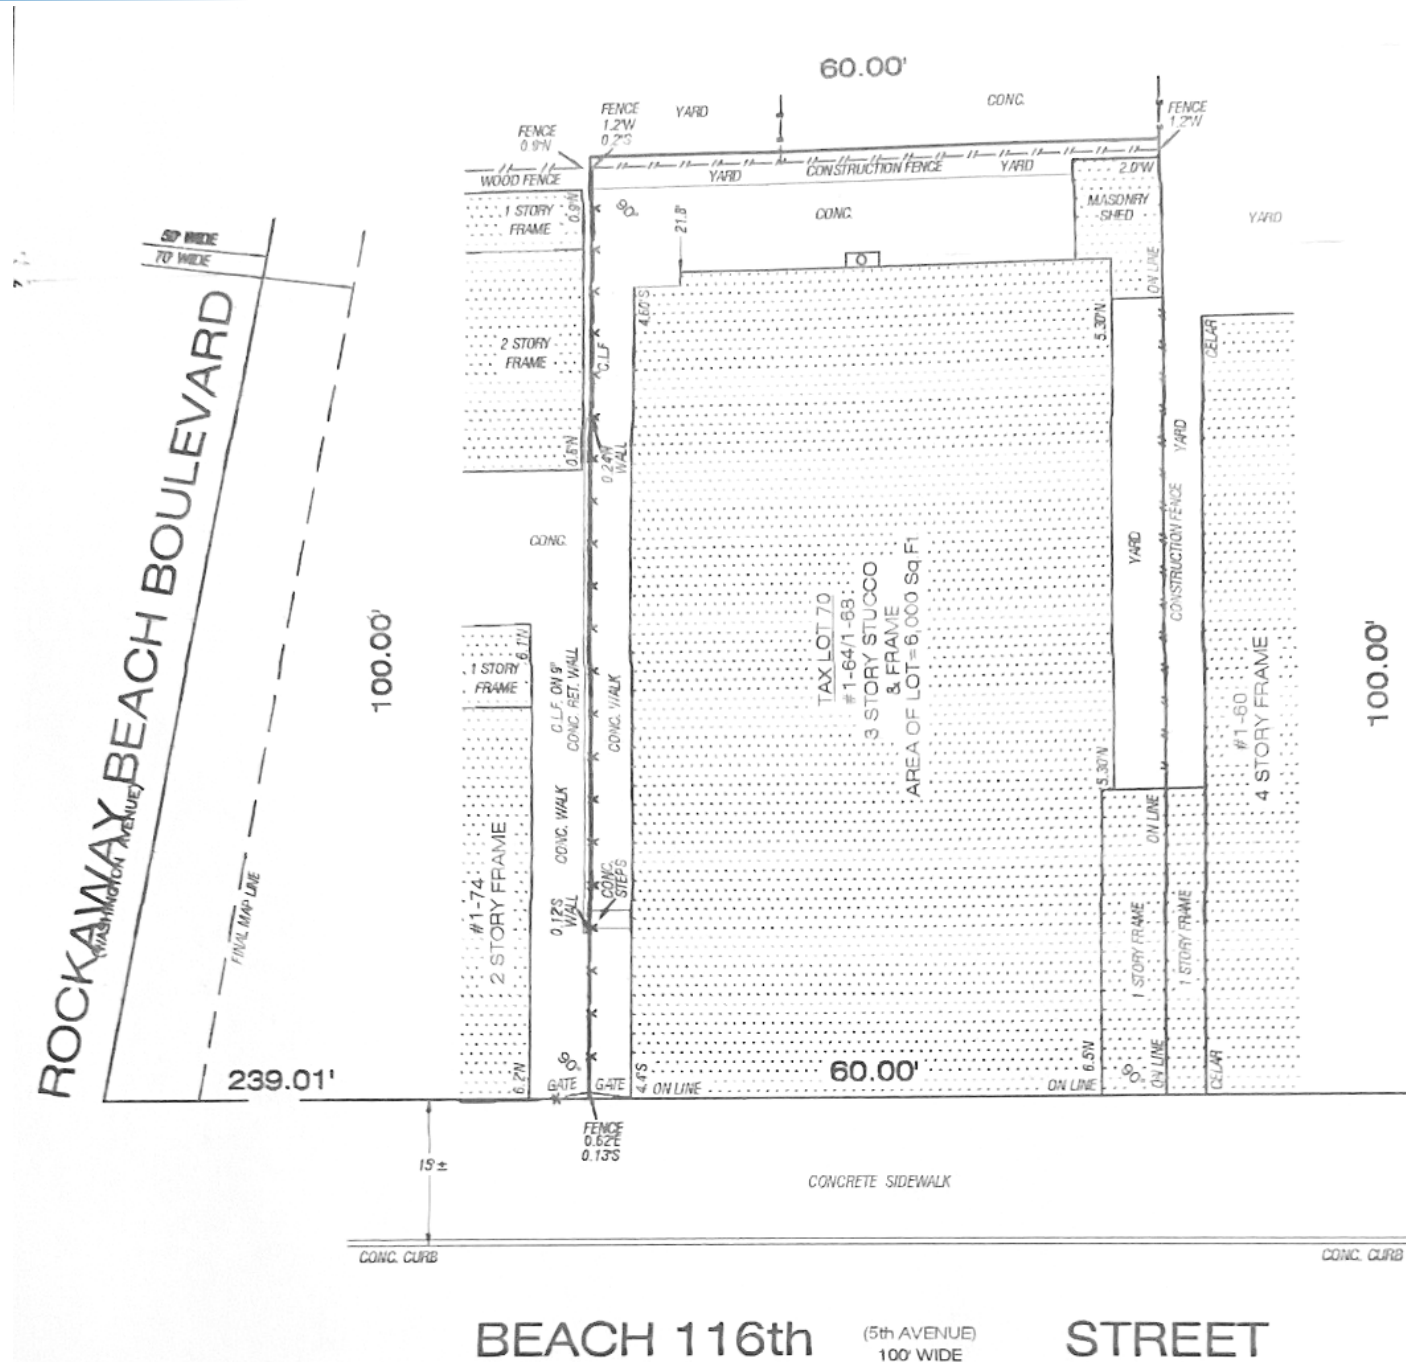 60.00'
YARD
CONC.
FENCE
1.2'W
0.2'S
FENCE
1.2'W
FENCE
0.9'N
WOOD FENCE
YARD
CONSTRUCTION FENCE
YARD
2.0'W
MASONRY
SHED
ON LINE
YARD
1 STORY
FRAME
0.9'N
90°
CONC.
21.8'
50' WIDE
70' WIDE
4.60'S
5.30'N
CELAR
2 STORY
FRAME
C.L.F
0.6'N
WALL
YARD
YARD
CONSTRUCTION FENCE
CONC.
ROCKAWAY BEACH BOULEVARD
(WASHINGTON AVENUE)
FINAL MAP LINE
100.00'
6.1'N
1 STORY
FRAME
C.L.F. ON 9"
CONC. RET. WALL
CONC. WALK
TAX LOT 70
#1-64/1-68
3 STORY STUCCO
& FRAME
AREA OF LOT=6,000 Sq.Ft
100.00'
#1-60
4 STORY FRAME
5.30'N
ON LINE
#1-74
2 STORY FRAME
CONC. WALK
0.12'S
WALL
CONC.
STEPS
1 STORY FRAME
1 STORY FRAME
239.01'
6.2'N
90°
GATE
GATE
4.4'S
ON LINE
60.00'
ON LINE
6.5'N
90°
ON LINE
CELAR
FENCE
0.62'E
0.13'S
15'±
CONCRETE SIDEWALK
CONC. CURB
CONC. CURB
BEACH 116th
(5th AVENUE)
100' WIDE
STREET